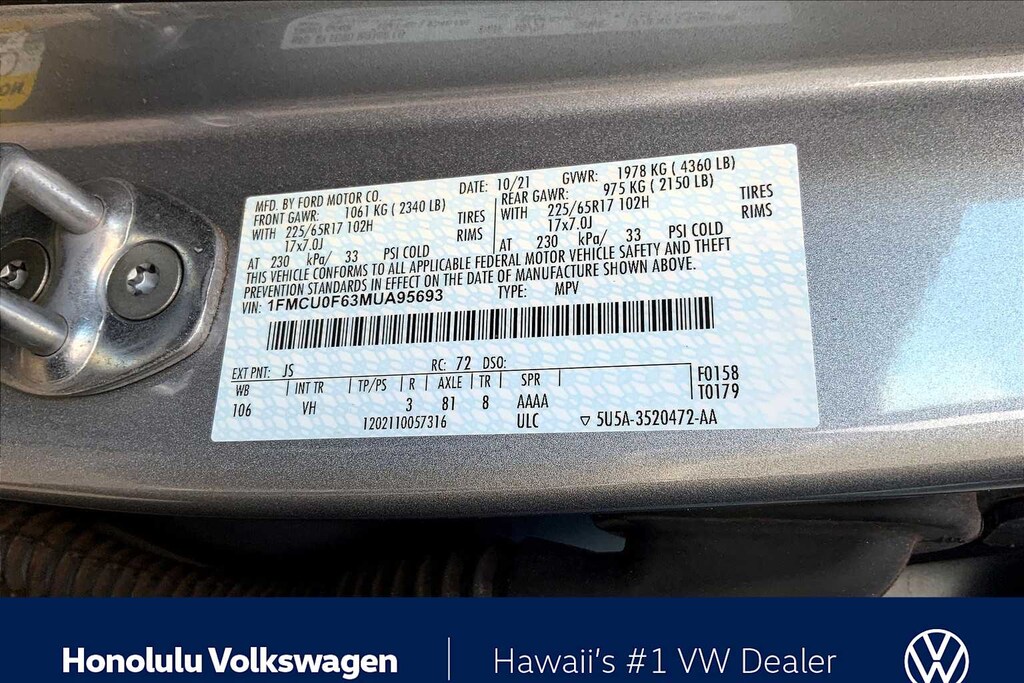 MFD. BY FORD MOTOR CO. DATE: 10/21 GVWR: 1978 KG ( 4360 LB)
FRONT GAWR: 1061 KG ( 2340 LB) REAR GAWR: 975 KG ( 2150 LB)
WITH 225/65R17 102H TIRES WITH 225/65R17 102H TIRES
17x7.0J RIMS 17x7.0J RIMS
AT 230 kPa/ 33 PSI COLD AT 230 kPa/ 33 PSI COLD
THIS VEHICLE CONFORMS TO ALL APPLICABLE FEDERAL MOTOR VEHICLE SAFETY AND THEFT
PREVENTION STANDARDS IN EFFECT ON THE DATE OF MANUFACTURE SHOWN ABOVE.
VIN: 1FMCU0F63MUA95693 TYPE: MPV
EXT PNT: JS RC: 72 DSO:
WB INT TR TP/PS R AXLE TR SPR F0158
106 VH 3 81 8 AAAA T0179
1202110057316 ULC ▽ 5U5A-3520472-AA
Honolulu Volkswagen Hawaii's #1 VW Dealer